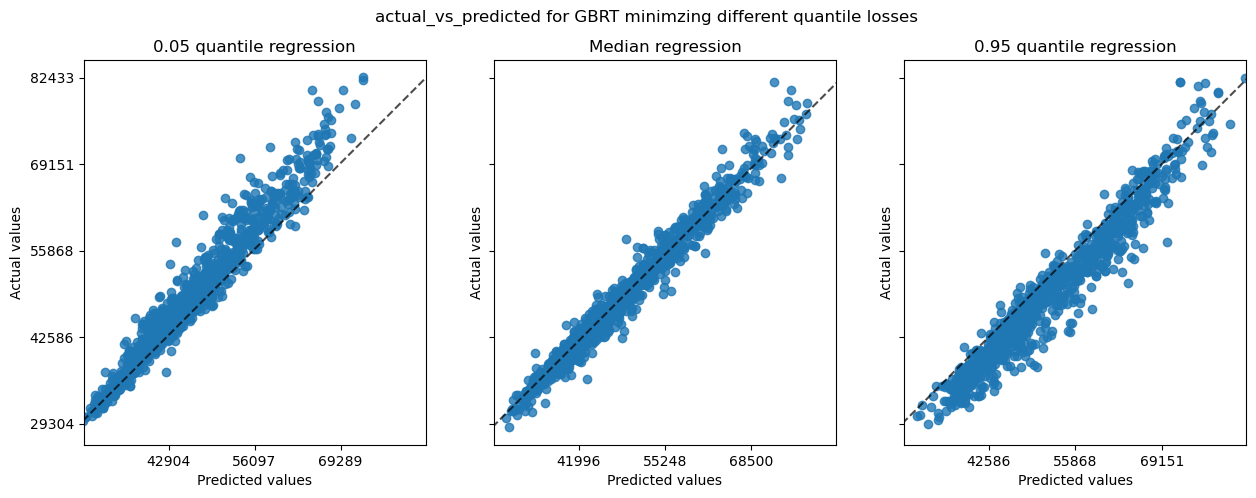 actual_vs_predicted for GBRT minimzing different quantile losses
0.05 quantile regression
Median regression
0.95 quantile regression
82433
69151
55868
42586
29304
Actual values
Actual values
Actual values
42904 56097 69289
41996 55248 68500
42586 55868 69151
Predicted values
Predicted values
Predicted values